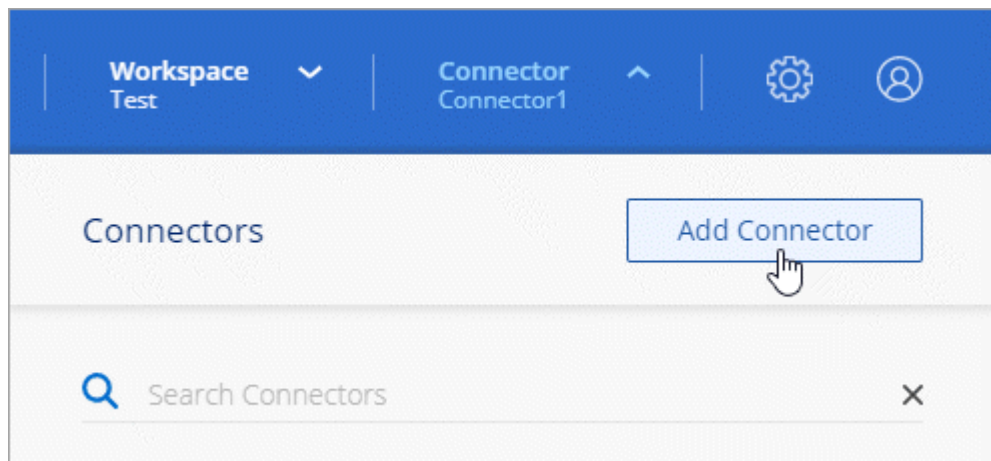 Workspace
Test
Connector
Connector1
Connectors
Add Connector
Search Connectors